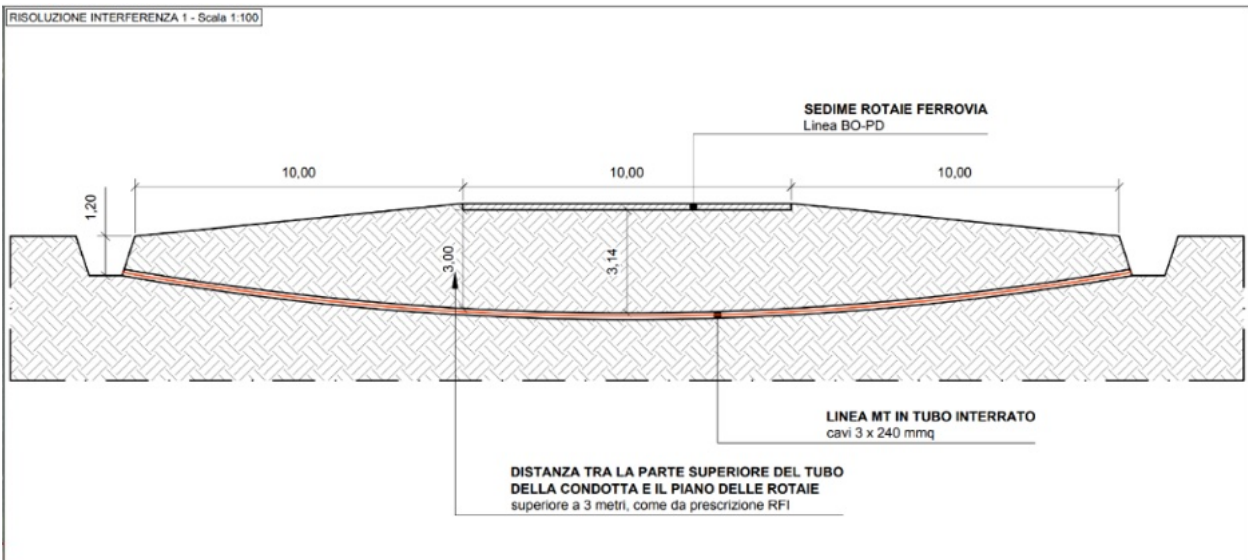 RISOLUZIONE INTERFERENZA 1 - Scala 1:100
SEDIME ROTAIE FERROVIA
Linea BO-PD
10,00
10,00
10,00
1,20
3,00
3,14
LINEA MT IN TUBO INTERRATO
cavi 3 x 240 mmq
DISTANZA TRA LA PARTE SUPERIORE DEL TUBO
DELLA CONDOTTA E IL PIANO DELLE ROTAIE
superiore a 3 metri, come da prescrizione RFI